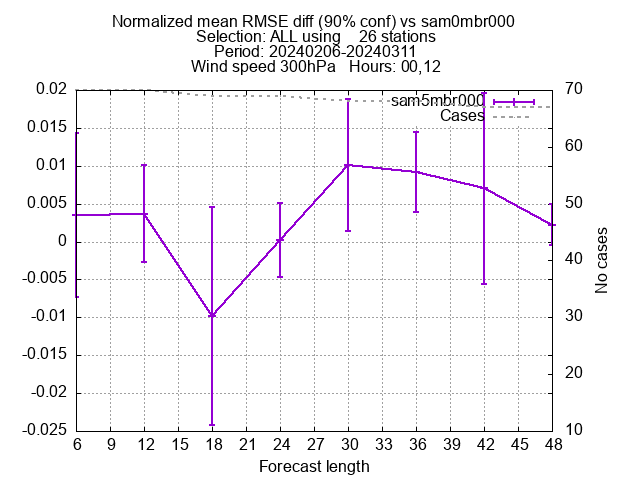 Normalized mean RMSE diff (90% conf) vs sam0mbr000
Selection: ALL using    26 stations
Period: 20240206-20240311
Wind speed 300hPa   Hours: 00,12
sam5mbr000
Cases
0.02
0.015
0.01
0.005
0
-0.005
-0.01
-0.015
-0.02
-0.025
70
60
50
40
30
20
10
No cases
6 9 12 15 18 21 24 27 30 33 36 39 42 45 48
Forecast length